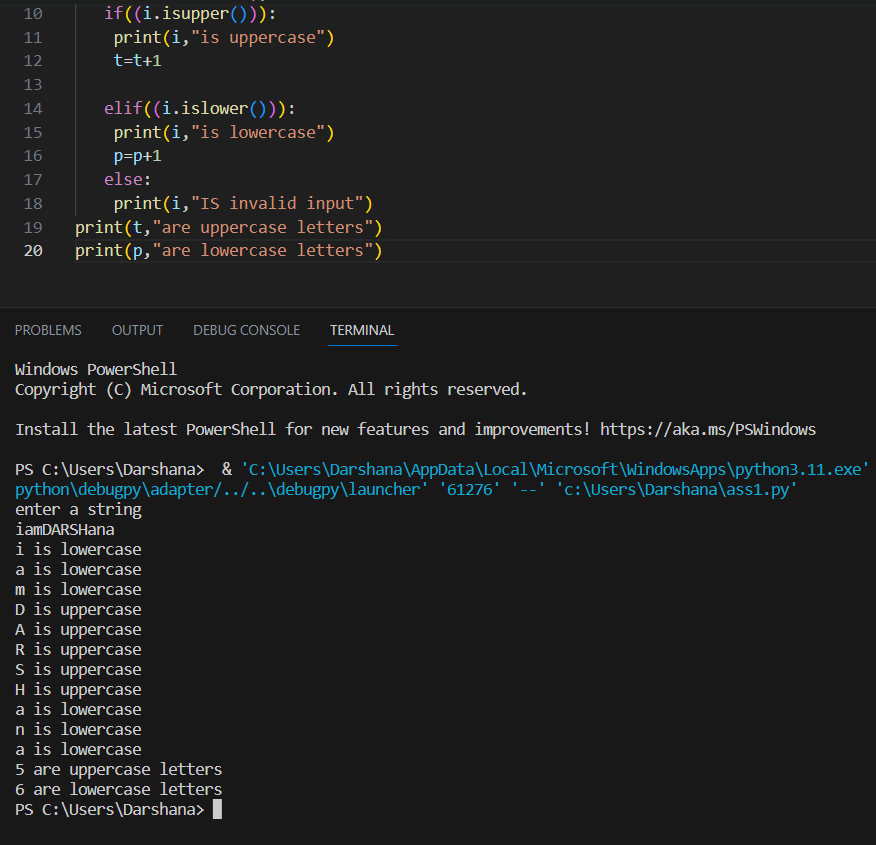 10 if((i.isupper())):
11 print(i,"is uppercase")
12 t=t+1
13
14 elif((i.islower())):
15 print(i,"is lowercase")
16 p=p+1
17 else:
18 print(i,"IS invalid input")
19 print(t,"are uppercase letters")
20 print(p,"are lowercase letters")
PROBLEMS OUTPUT DEBUG CONSOLE TERMINAL
Windows PowerShell
Copyright (C) Microsoft Corporation. All rights reserved.
Install the latest PowerShell for new features and improvements! https://aka.ms/PSWindows
PS C:\Users\Darshana>  & 'C:\Users\Darshana\AppData\Local\Microsoft\WindowsApps\python3.11.exe'
python\debugpy\adapter/../..\debugpy\launcher' '61276' '--' 'c:\Users\Darshana\ass1.py'
enter a string
iamDARSHana
i is lowercase
a is lowercase
m is lowercase
D is uppercase
A is uppercase
R is uppercase
S is uppercase
H is uppercase
a is lowercase
n is lowercase
a is lowercase
5 are uppercase letters
6 are lowercase letters
PS C:\Users\Darshana>